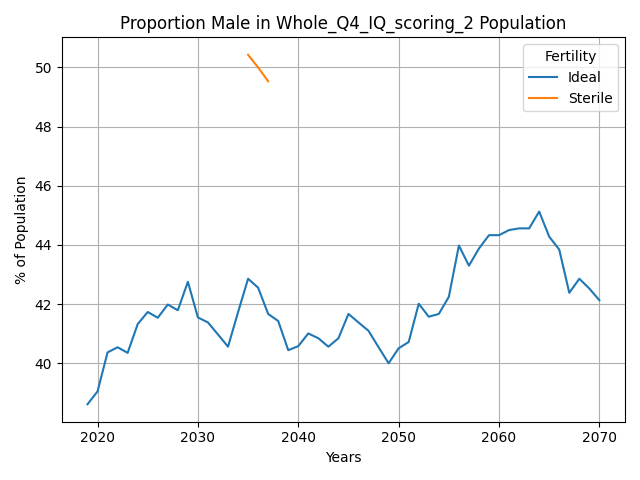 Proportion Male in Whole_Q4_IQ_scoring_2 Population
Fertility
Ideal
Sterile
% of Population
50
48
46
44
42
40
2020 2030 2040 2050 2060 2070
Years